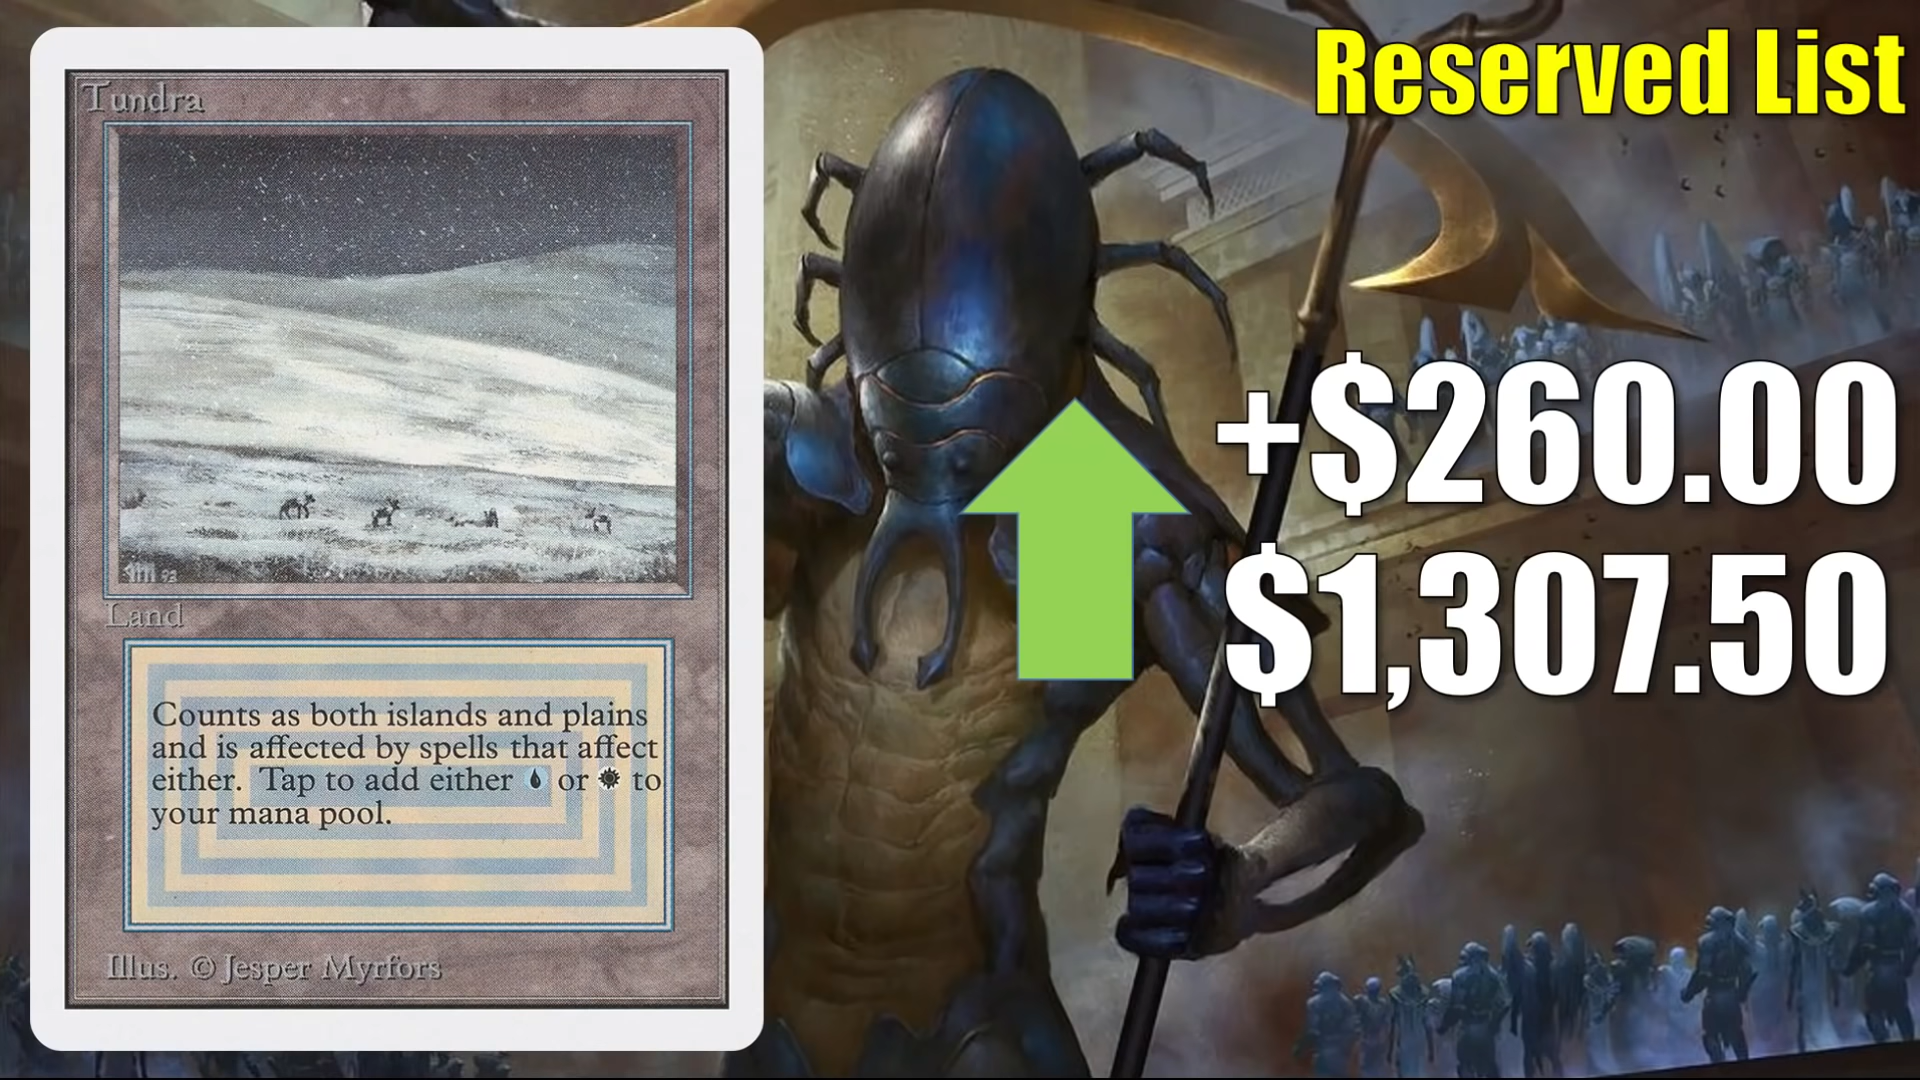 Tundra
Land
Counts as both islands and plains
and is affected by spells that affect
either. Tap to add either or to
your mana pool.
Illus. © Jesper Myrfors
Reserved List
+$260.00
$1,307.50